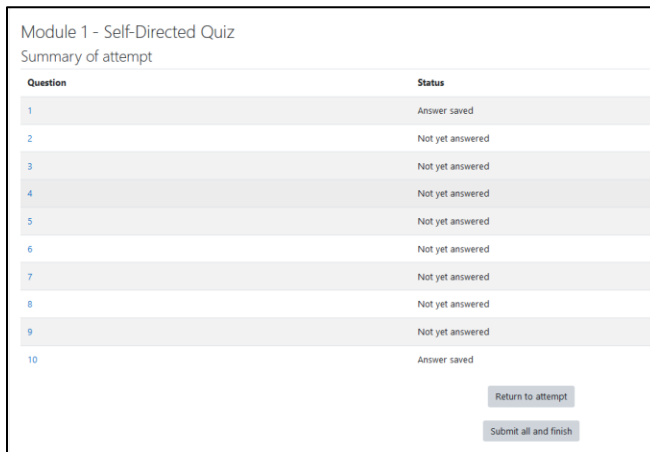 Module 1 - Self-Directed Quiz
Summary of attempt
Question Status
1 Answer saved
2 Not yet answered
3 Not yet answered
4 Not yet answered
5 Not yet answered
6 Not yet answered
7 Not yet answered
8 Not yet answered
9 Not yet answered
10 Answer saved
Return to attempt
Submit all and finish